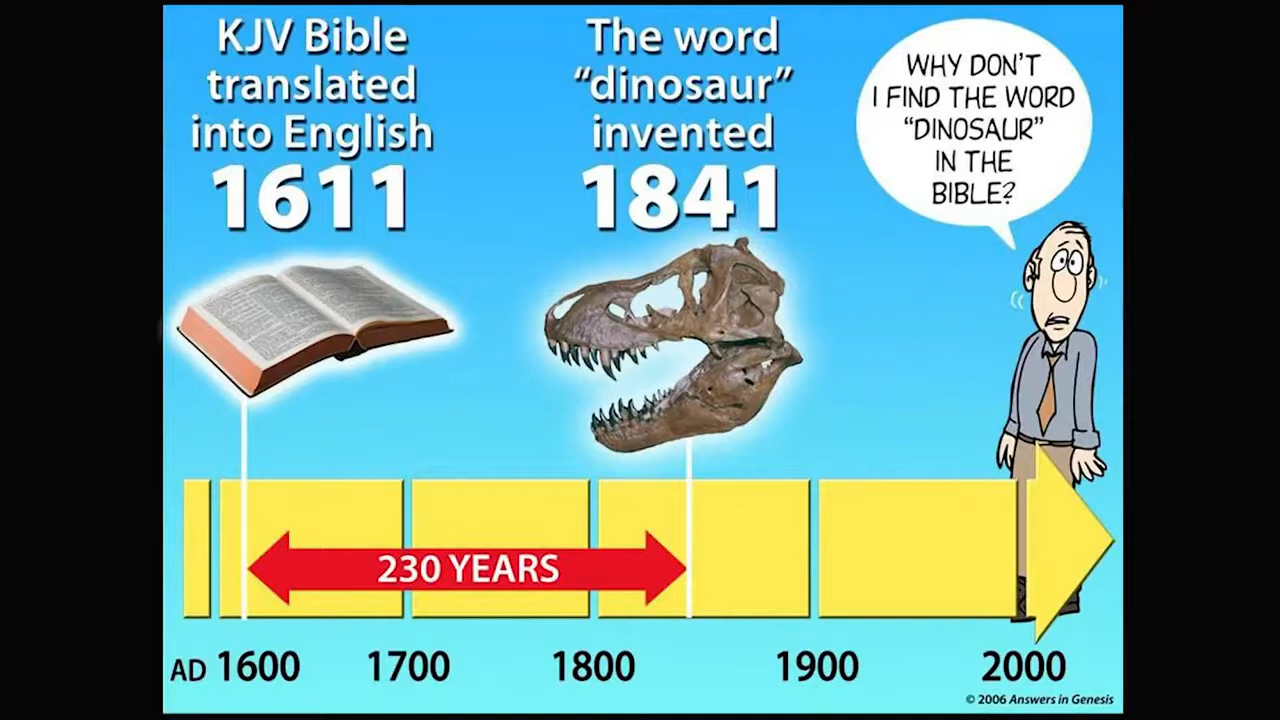 KJV Bible
translated
into English
1611
The word
“dinosaur”
invented
1841
WHY DON'T
I FIND THE WORD
“DINOSAUR”
IN THE
BIBLE?
230 YEARS
AD 1600 1700 1800 1900 2000
© 2006 Answers in Genesis